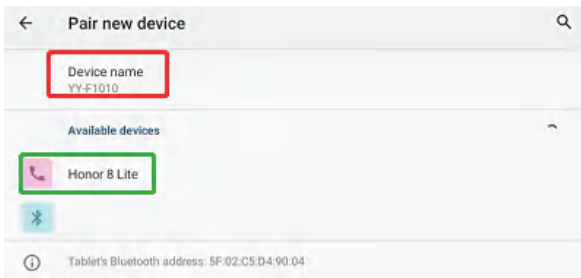 Pair new device
Device name
YY-F1010
Available devices
Honor 8 Lite
Tablet's Bluetooth address: 5F:02:C5:D4:90:04